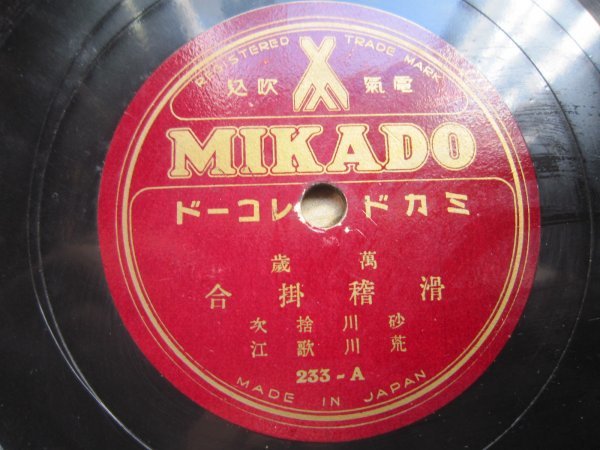 REGISTERED TRADE MARK
電氣吹込
MIKADO
ミカドレコード
萬歳
滑稽掛合
砂川捨次
荒川歌江
233-A
MADE IN JAPAN